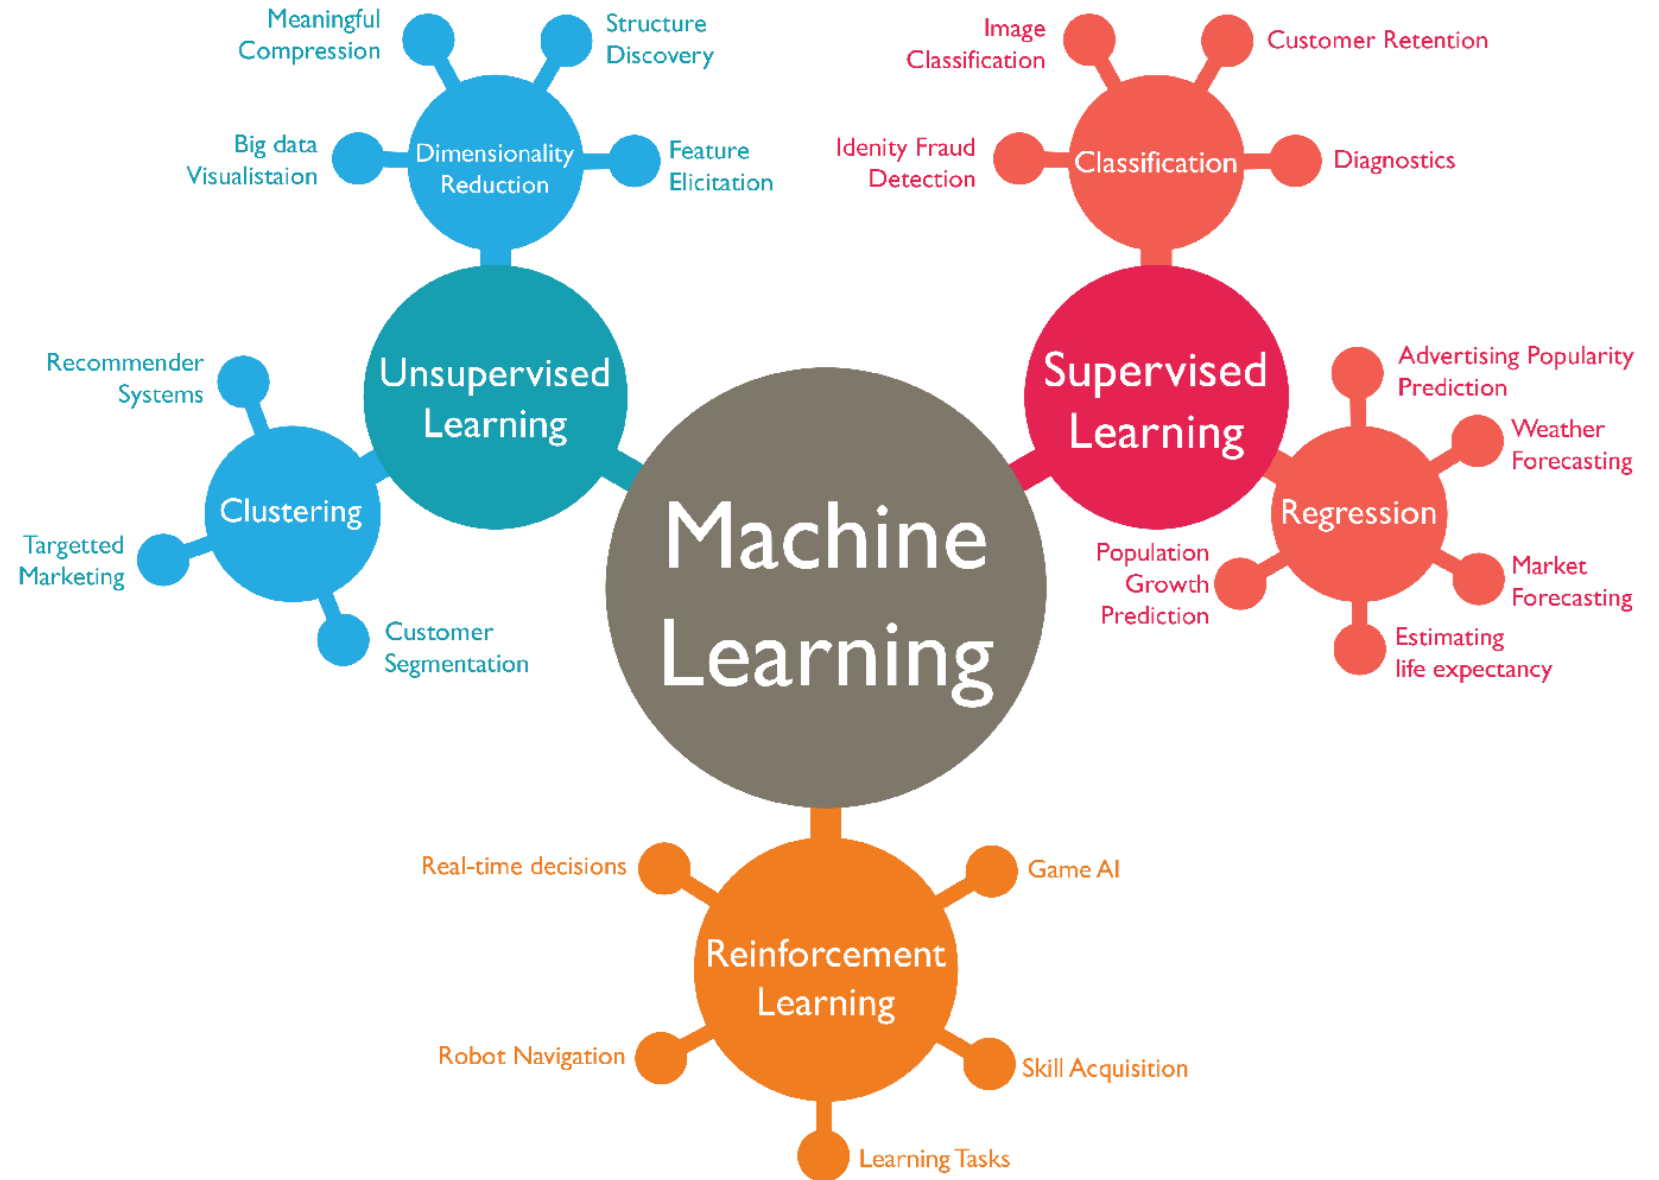 Meaningful
Compression
Structure
Discovery
Big data
Visualistaion
Dimensionality
Reduction
Feature
Elicitation
Image
Classification
Customer Retention
Idenity Fraud
Detection
Classification
Diagnostics
Unsupervised
Learning
Recommender
Systems
Clustering
Targetted
Marketing
Customer
Segmentation
Supervised
Learning
Advertising Popularity
Prediction
Weather
Forecasting
Regression
Population
Growth
Prediction
Market
Forecasting
Estimating
life expectancy
Machine
Learning
Real-time decisions
Game AI
Reinforcement
Learning
Robot Navigation
Skill Acquisition
Learning Tasks